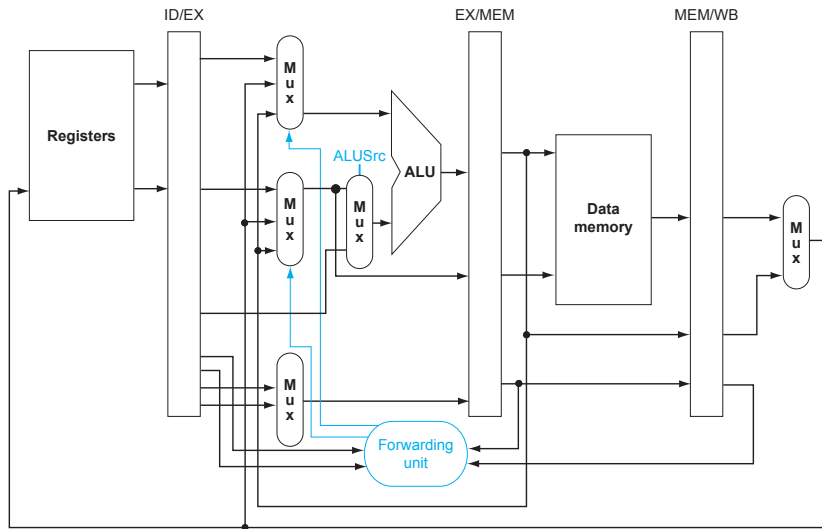 ID/EX
EX/MEM
MEM/WB
Registers
M
u
x
ALUSrc
M
u
x
M
u
x
ALU
Data
memory
M
u
x
M
u
x
Forwarding
unit